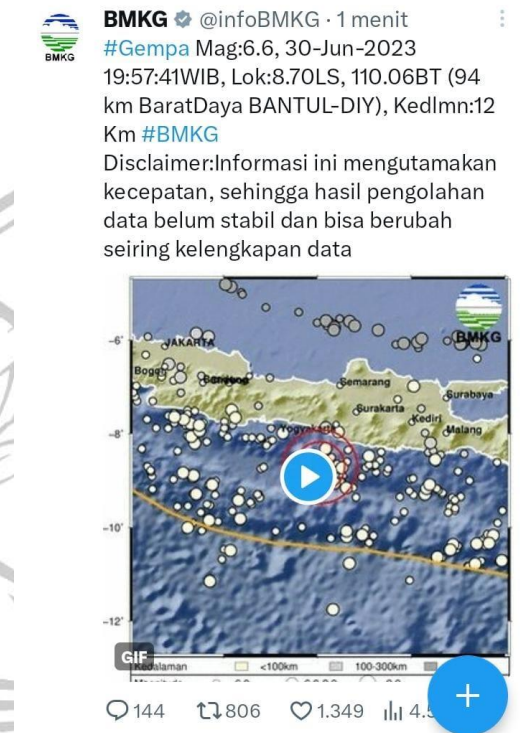 BMKG @infoBMKG · 1 menit
BMKG
#Gempa Mag:6.6, 30-Jun-2023
19:57:41WIB, Lok:8.70LS, 110.06BT (94
km BaratDaya BANTUL-DIY), Kedlmn:12
Km #BMKG
Disclaimer:Informasi ini mengutamakan
kecepatan, sehingga hasil pengolahan
data belum stabil dan bisa berubah
seiring kelengkapan data
BMKG
-6°
JAKARTA
Bogor
Bandung
Semarang
Surabaya
Surakarta
Kediri
Yogyakarta
Malang
-8°
-10°
-12°
GIF
Kedalaman <100km 100-300km
144 806 1.349